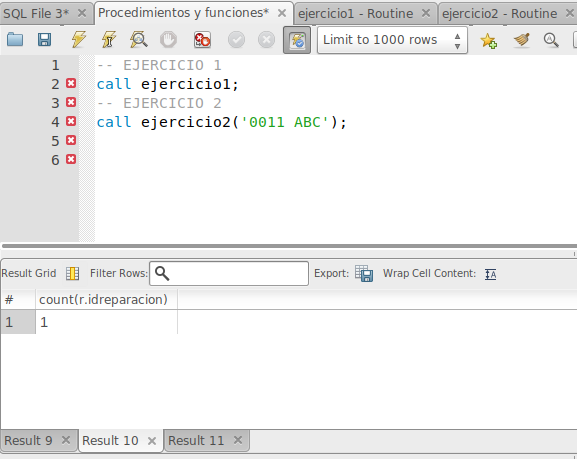 SQL File 3* Procedimientos y funciones* ejercicio1 - Routine ejercicio2 - Routine
Limit to 1000 rows
1 -- EJERCICIO 1
2 call ejercicio1;
3 -- EJERCICIO 2
4 call ejercicio2('0011 ABC');
5
6
Result Grid Filter Rows: Export: Wrap Cell Content: IA
# count(r.idreparacion)
1 1
Result 9 Result 10 Result 11